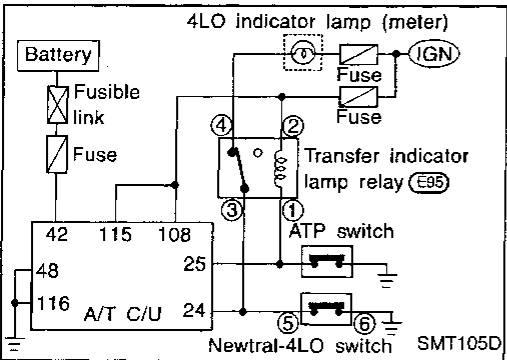 4LO indicator lamp (meter)
Battery
IGN
Fuse
Fusible
link
Fuse
Fuse
4
2
Transfer indicator
lamp relay E95
3
1
42
115
108
ATP switch
48
25
116
A/T C/U
24
5
6
Newtral-4LO switch
SMT105D